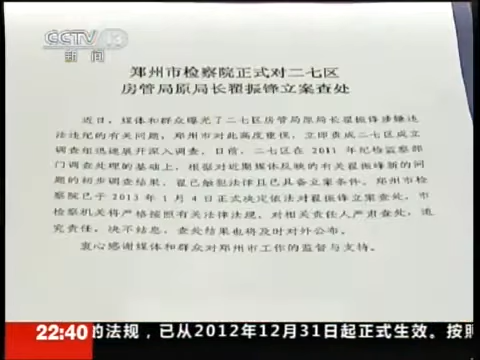 CCTV 13
新闻
郑州市检察院正式对二七区
房管局原局长翟振锋立案查处
近日，媒体和群众曝光了二七区房管局原局长翟振锋涉嫌违
法违纪的有关问题，郑州市对此高度重视，立即责成二七区成立
调查组迅速展开深入调查。日前，二七区在 2011 年纪检监察部
门调查处理的基础上，根据对近期媒体反映的有关翟振峰新的问
题的初步调查结果，翟已触犯法律且已具备立案条件。郑州市检
察院已于 2013 年 1 月 4 日正式决定依法对翟振锋立案查处，市
检察机关将严格按照有关法律法规，对相关责任人严肃查处，追
究责任，决不姑息，查处结果也将及时对外公布。
衷心感谢媒体和群众对郑州市工作的监督与支持。
22:40 的法规，已从2012年12月31日起正式生效。按照